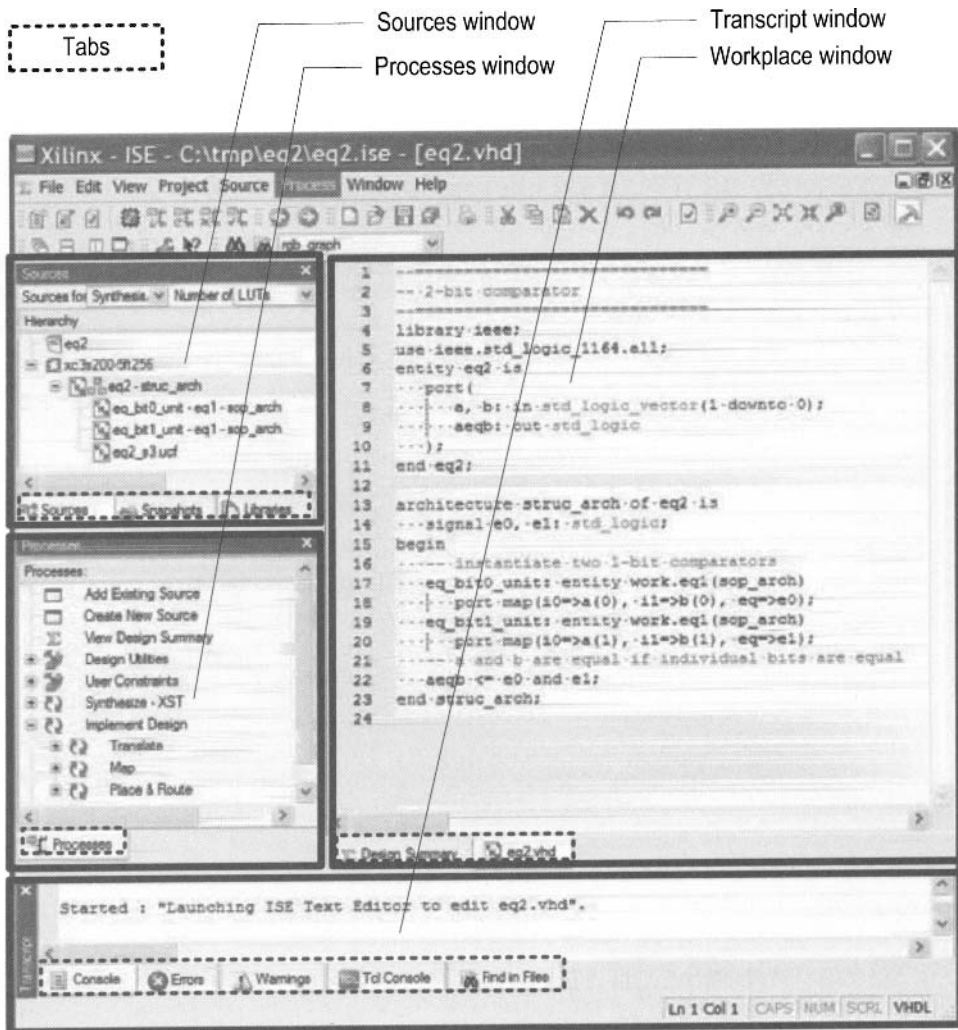 Tabs
Sources window
Processes window
Transcript window
Workplace window
Xilinx - ISE - C:\tmp\eq2\eq2.ise - [eq2.vhd]
File Edit View Project Source Process Window Help
rgb_graph
Sources
Sources for Synthesis. Number of LUTs
Hierarchy
eq2
xc3s200-5ft256
eq2 - struc_arch
eq_bt0_unit - eq1 - sop_arch
eq_bt1_unit - eq1 - sop_arch
eq2_s3.ucf
Sources Snapshots Libraries
Processes
Processes:
Add Existing Source
Create New Source
View Design Summary
Design Utilities
User Constraints
Synthesize - XST
Implement Design
Translate
Map
Place & Route
Processes
1 --==============================
2 -- 2-bit comparator
3 --==============================
4 library ieee;
5 use ieee.std_logic_1164.all;
6 entity eq2 is
7 port(
8 a, b: in std_logic_vector(1 downto 0);
9 aeqb: out std_logic
10 );
11 end eq2;
12
13 architecture struc_arch of eq2 is
14 signal e0, e1: std_logic;
15 begin
16 -- instantiate two 1-bit comparators
17 eq_bit0_unit: entity work.eq1(sop_arch)
18 port map(i0=>a(0), i1=>b(0), eq=>e0);
19 eq_bit1_unit: entity work.eq1(sop_arch)
20 port map(i0=>a(1), i1=>b(1), eq=>e1);
21 -- a and b are equal if individual bits are equal
22 aeqb <= e0 and e1;
23 end struc_arch;
24
Design Summary eq2.vhd
Transcript
Started : "Launching ISE Text Editor to edit eq2.vhd".
Console Errors Warnings Tcl Console Find in Files
Ln 1 Col 1 CAPS NUM SCRL VHDL